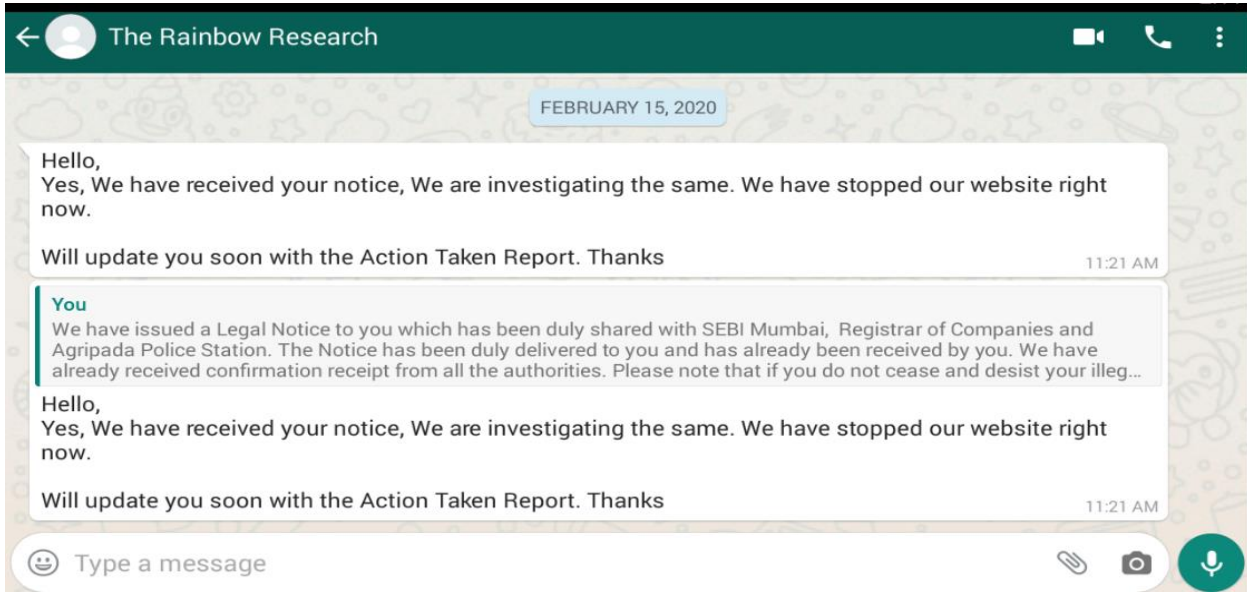 The Rainbow Research
FEBRUARY 15, 2020
Hello,
Yes, We have received your notice, We are investigating the same. We have stopped our website right
now.
Will update you soon with the Action Taken Report. Thanks
11:21 AM
You
We have issued a Legal Notice to you which has been duly shared with SEBI Mumbai, Registrar of Companies and
Agripada Police Station. The Notice has been duly delivered to you and has already been received by you. We have
already received confirmation receipt from all the authorities. Please note that if you do not cease and desist your illeg...
Hello,
Yes, We have received your notice, We are investigating the same. We have stopped our website right
now.
Will update you soon with the Action Taken Report. Thanks
11:21 AM
Type a message